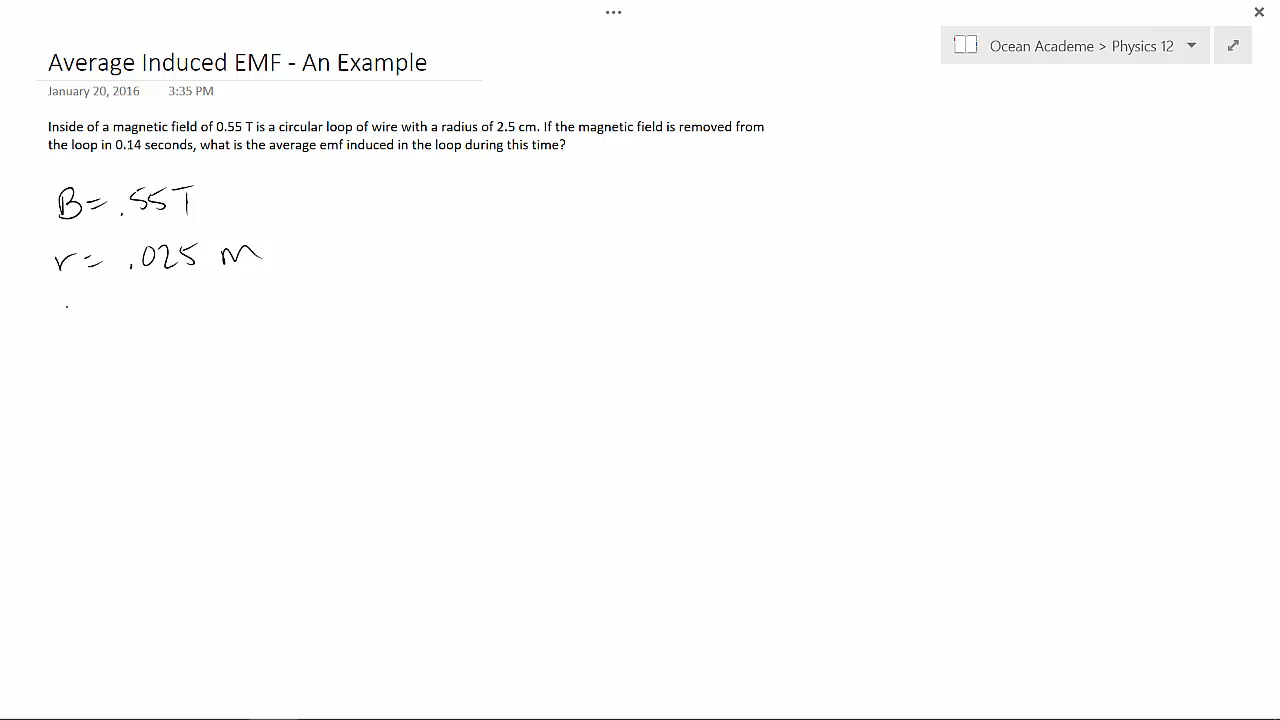 Ocean Academe > Physics 12
Average Induced EMF - An Example
January 20, 2016 3:35 PM
Inside of a magnetic field of 0.55 T is a circular loop of wire with a radius of 2.5 cm. If the magnetic field is removed from
the loop in 0.14 seconds, what is the average emf induced in the loop during this time?
B= .55T
r= .025 m